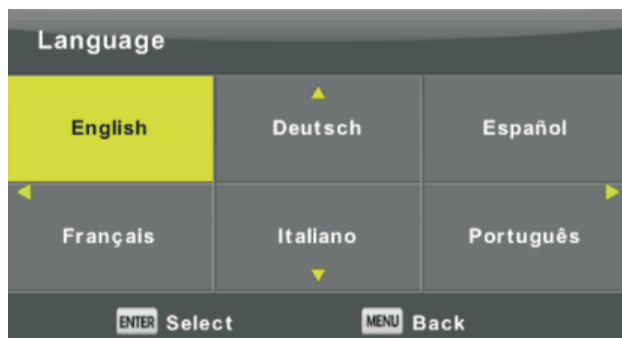 Language
English Deutsch Español
Français Italiano Português
ENTER Select MENU Back